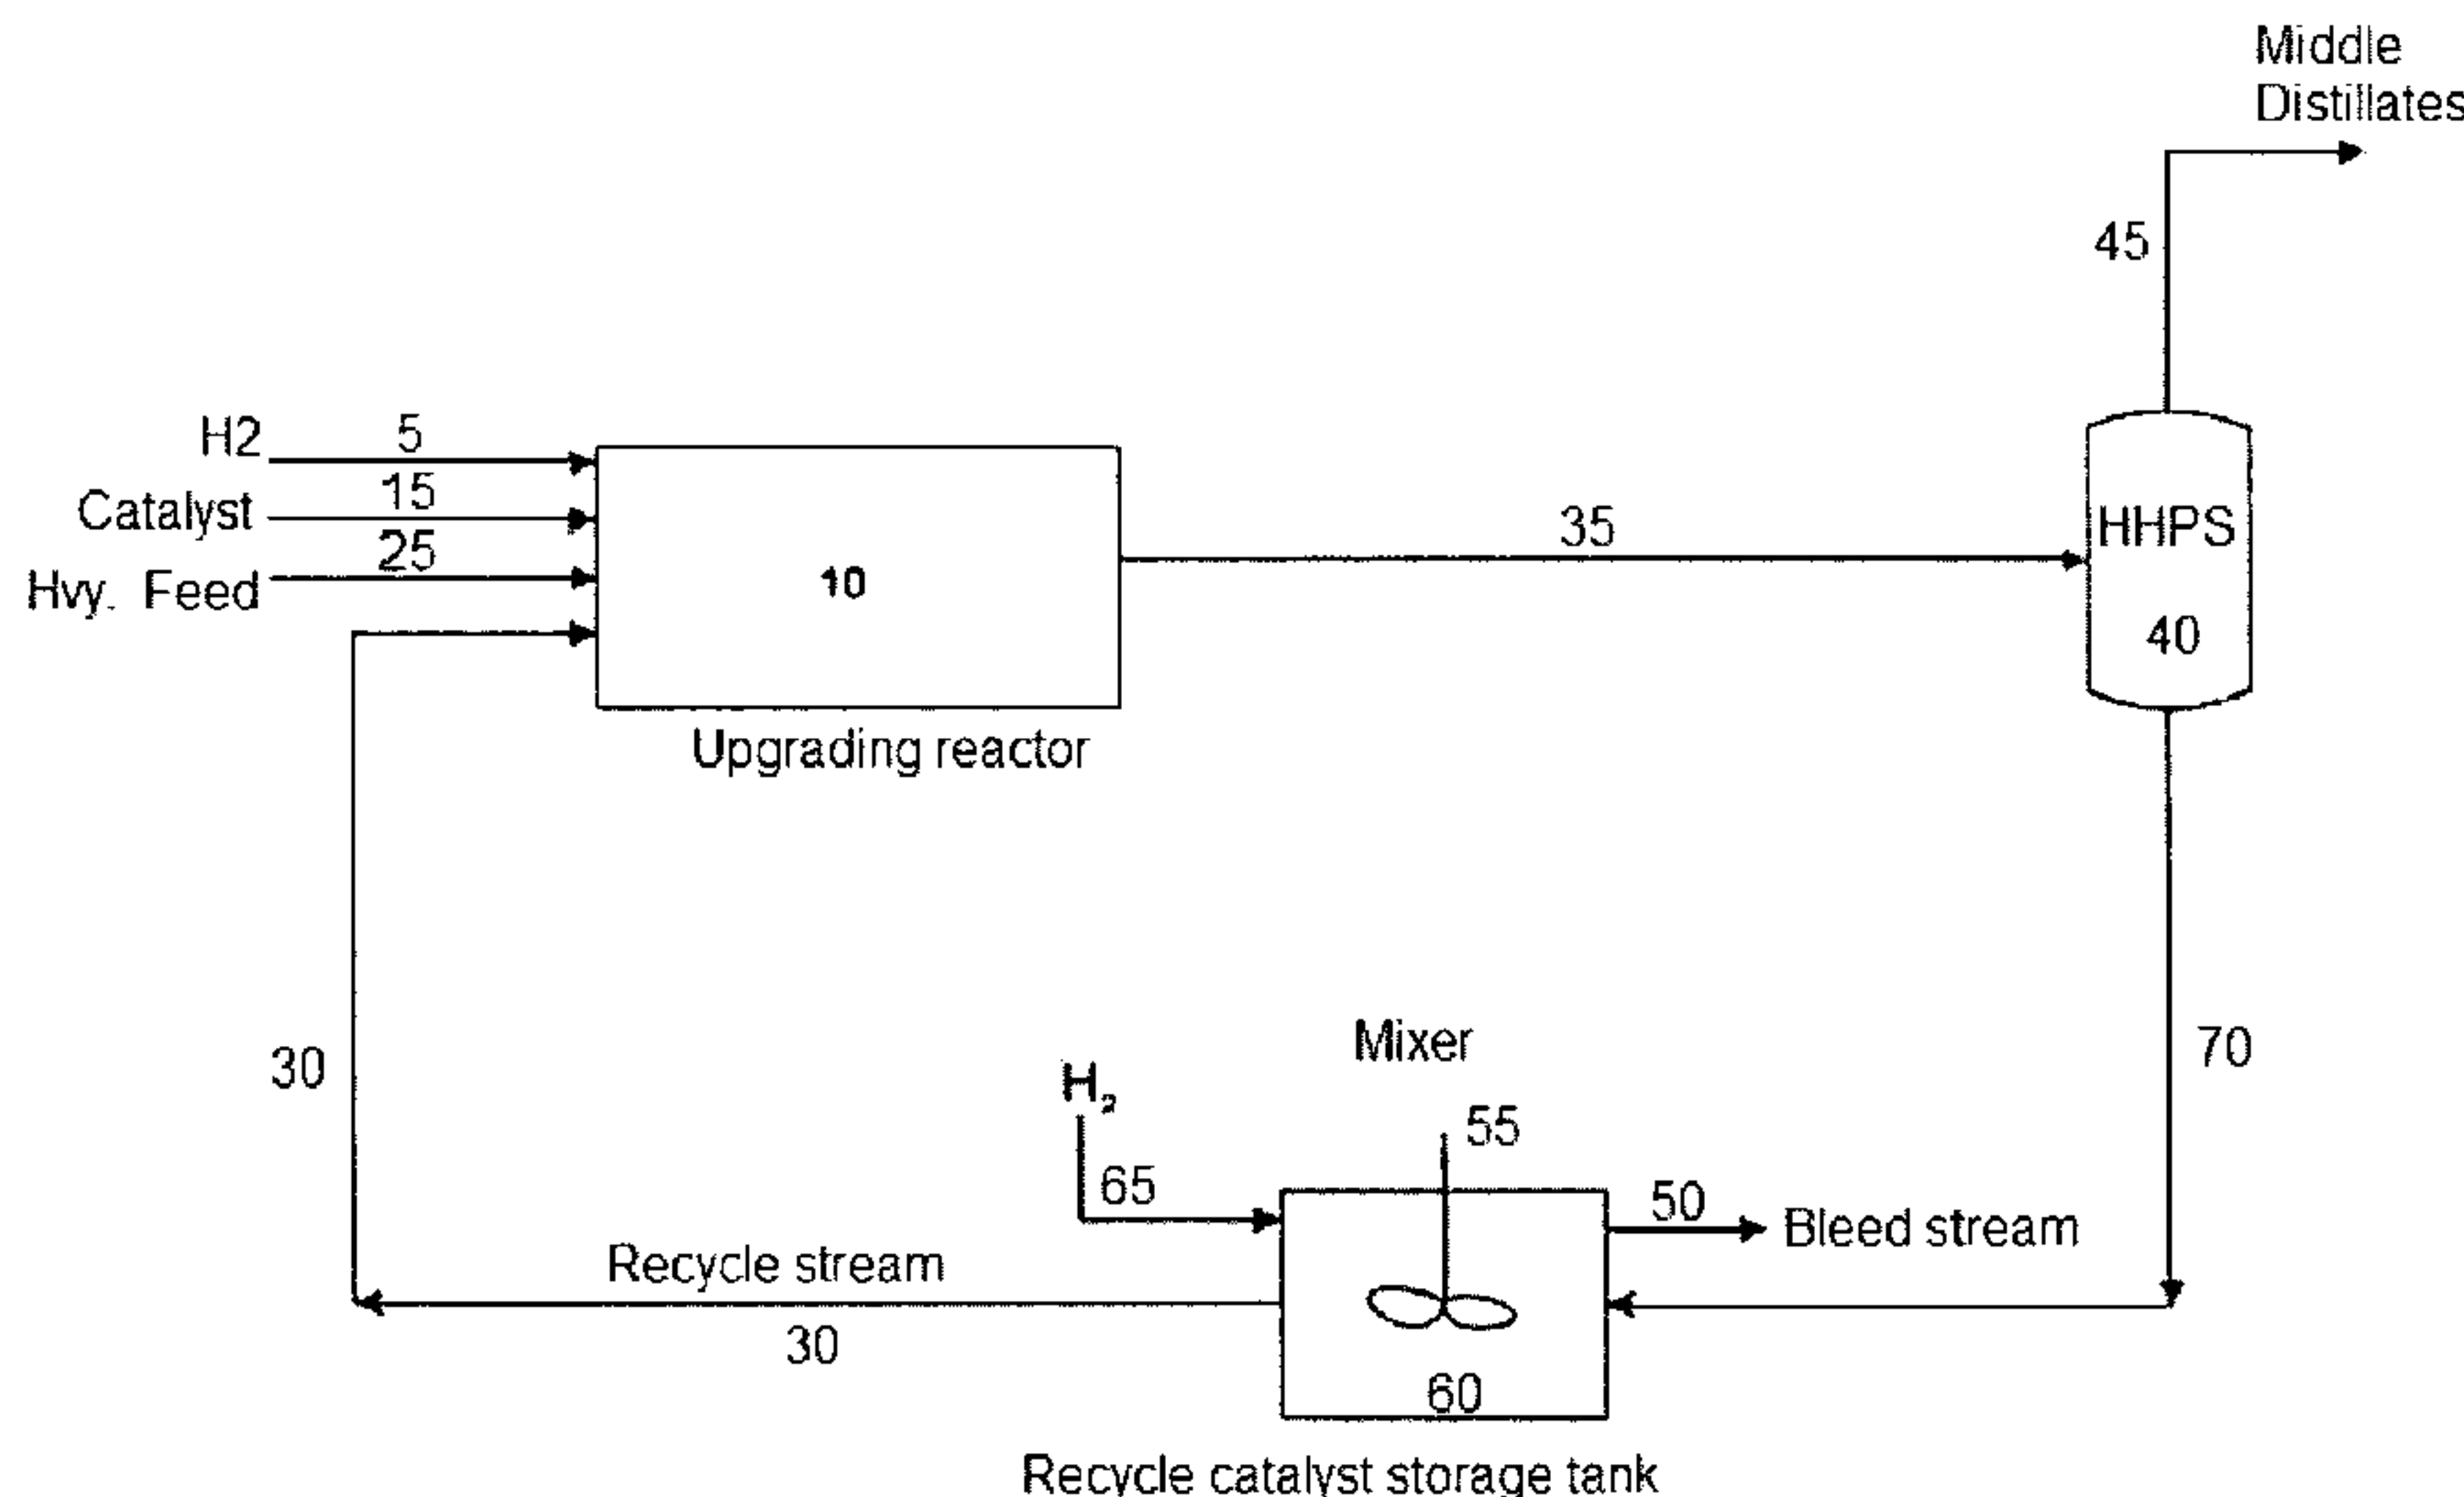 Middle
Distillates
45
H2
5
Catalyst
15
Hvy. Feed
25
10
35
HHPS
40
Upgrading reactor
30
Mixer
H₂
55
70
65
50
Bleed stream
Recycle stream
30
60
Recycle catalyst storage tank